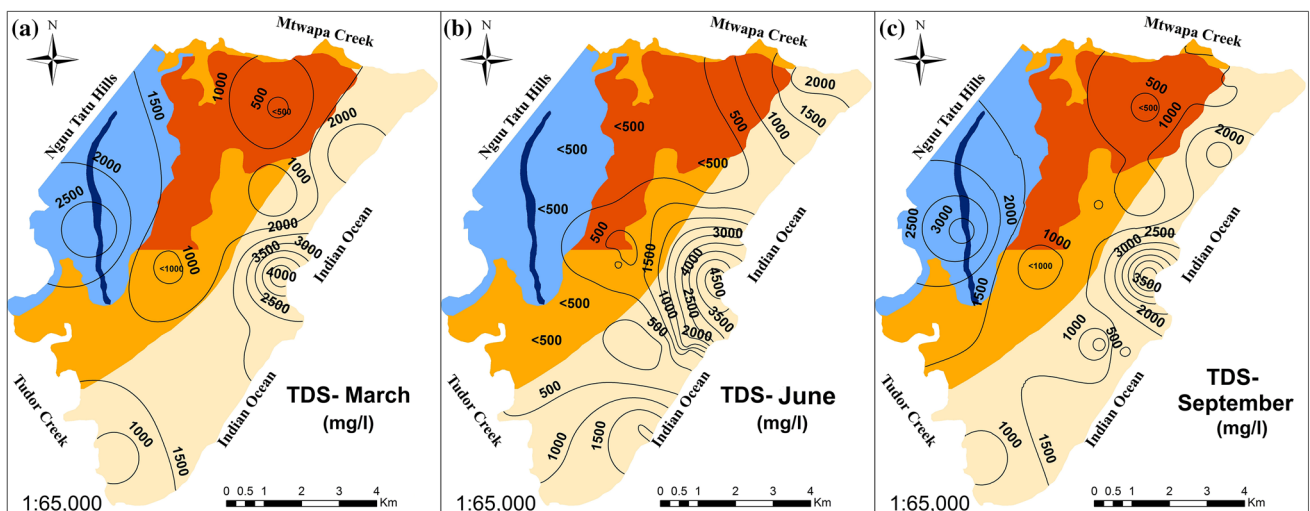 (a)
N
Mtwapa Creek
Nguu Tatu Hills
1500
1000
500
<500
2000
2000
1000
2500
2000
3500
3000
1000
<1000
4000
2500
Indian Ocean
Tudor Creek
TDS- March
(mg/l)
Indian Ocean
1000
1500
1:65.000
0 0.5 1 2 3 4
Km
(b)
N
Mtwapa Creek
Nguu Tatu Hills
2000
<500
500
1000
1500
<500
<500
<500
500
1500
3000
4000
4500
Indian Ocean
<500
1000
2500
3500
500
2000
<500
Tudor Creek
500
TDS- June
(mg/l)
Indian Ocean
1000
1500
1:65.000
0 0.5 1 2 3 4
Km
(c)
N
Mtwapa Creek
Nguu Tatu Hills
500
<500
1000
2000
2500
3000
2000
1000
2500
3000
<1000
3500
1500
2000
Indian Ocean
1000
500
Tudor Creek
TDS-
September
(mg/l)
Indian Ocean
1000
1500
1:65.000
0 0.5 1 2 3 4
Km